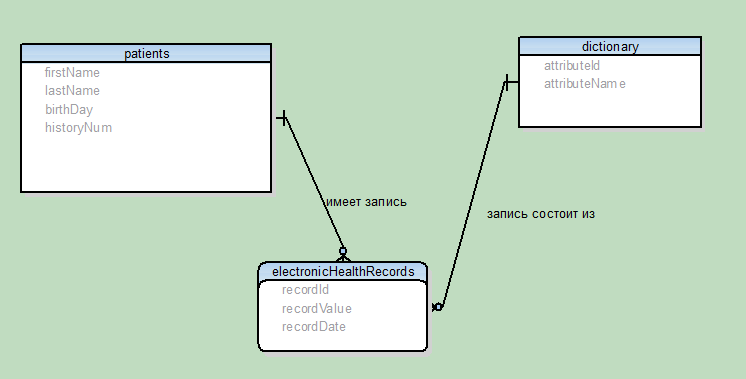 patients
firstName
lastName
birthDay
historyNum
dictionary
attributeId
attributeName
имеет запись
запись состоит из
electronicHealthRecords
recordId
recordValue
recordDate